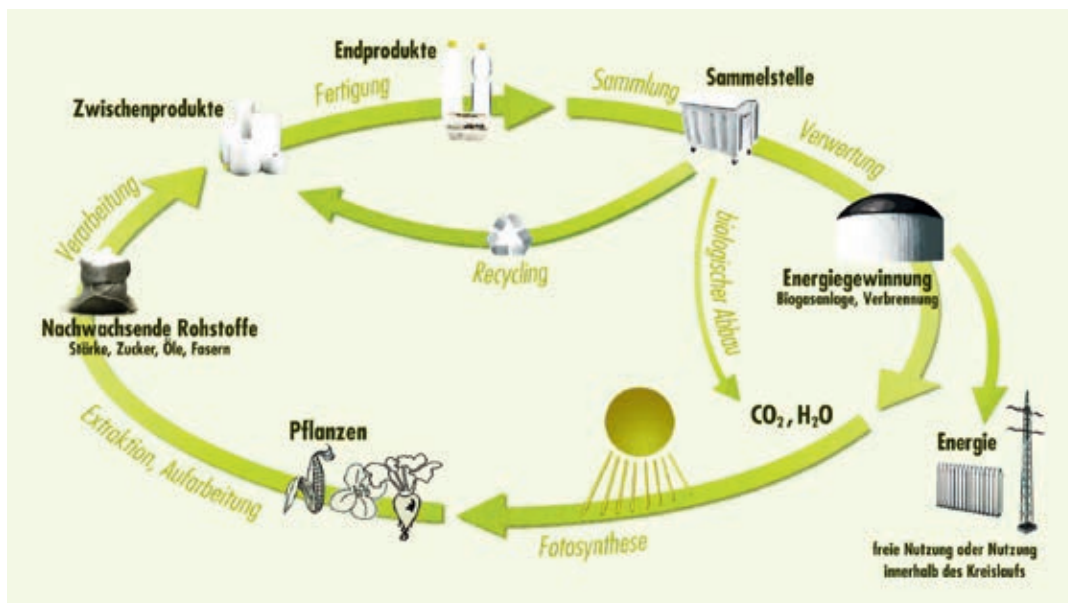 Endprodukte
Fertigung
Zwischenprodukte
Sammlung
Sammelstelle
Verwertung
Verarbeitung
Recycling
biologischer Abbau
Energiegewinnung
Biogasanlage, Verbrennung
Nachwachsende Rohstoffe
Stärke, Zucker, Öle, Fasern
CO₂, H₂O
Pflanzen
Energie
Extraktion, Aufarbeitung
Fotosynthese
freie Nutzung oder Nutzung
innerhalb des Kreislaufs